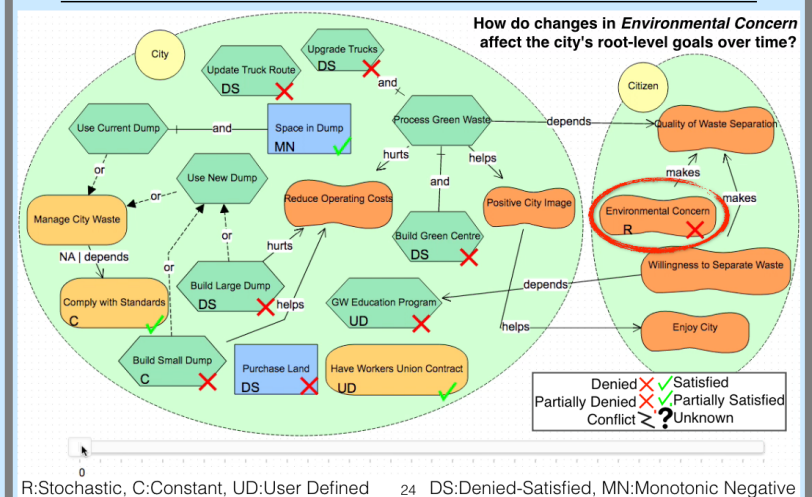 How do changes in Environmental Concern
affect the city's root-level goals over time?
City
Update Truck Route
DS
Upgrade Trucks
DS
and
Citizen
Use Current Dump
and
Space in Dump
MN
Process Green Waste
depends
Quality of Waste Separation
or
Use New Dump
or
hurts
helps
and
makes
makes
Manage City Waste
Reduce Operating Costs
Positive City Image
Environmental Concern
R
NA | depends
or
or
hurts
Build Green Centre
DS
Willingness to Separate Waste
Comply with Standards
C
Build Large Dump
DS
helps
GW Education Program
UD
depends
helps
Enjoy City
Build Small Dump
C
Purchase Land
DS
Have Workers Union Contract
UD
Denied Satisfied
Partially Denied Partially Satisfied
Conflict ? Unknown
0
R:Stochastic, C:Constant, UD:User Defined 24 DS:Denied-Satisfied, MN:Monotonic Negative